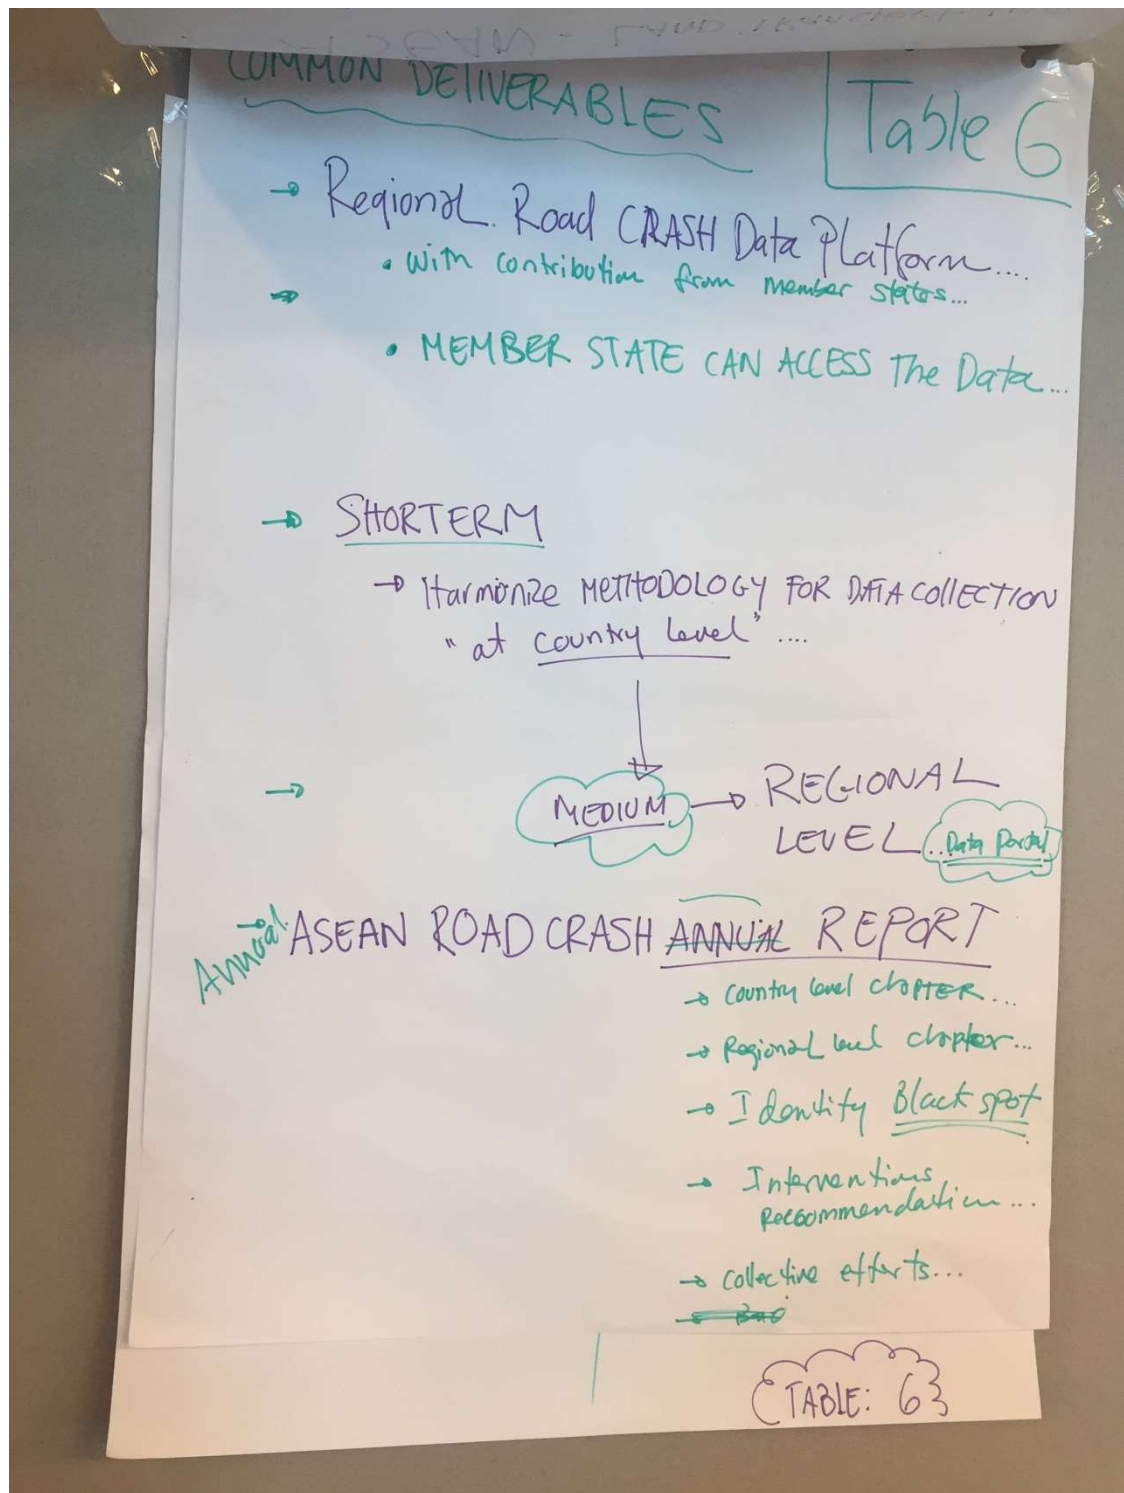 COMMON DELIVERABLES
Table 6
→ Regional Road CRASH Data Platform....
• with contribution from member states...
→
• MEMBER STATE CAN ACCESS The Data...
→ SHORTERM
→ Harmonize METHODOLOGY FOR DATA COLLECTION
"at country level" ....
→ MEDIUM → REGIONAL
LEVEL ...Data Portal
→ Annual ASEAN ROAD CRASH ANNUAL REPORT
→ country level chapTER...
→ Regional level chapter...
→ Identify Black spot
→ Interventions
Reccommendation...
→ collective efforts...
TABLE: 6